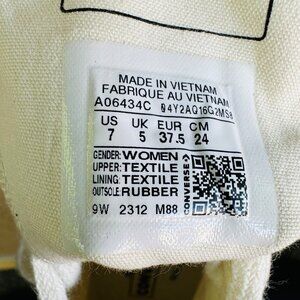 MADE IN VIETNAM
FABRIQUE AU VIETNAM
A06434C 04Y2AQ16G2MS8
US UK EUR CM
7 5 37.5 24
GENDER: WOMEN
UPPER: TEXTILE
LINING: TEXTILE
OUTSOLE: RUBBER
CONVERSE
9W 2312 M88